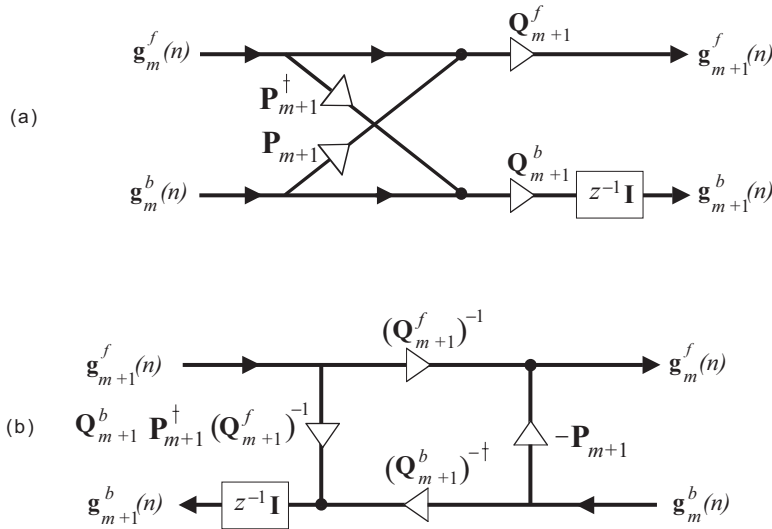 𝐠_m^f(n) 𝐐_{m+1}^f 𝐠_{m+1}^f(n)
(a) 𝐏_{m+1}^†
𝐏_{m+1}
𝐠_m^b(n) 𝐐_{m+1}^b z^{−1} 𝐈 𝐠_{m+1}^b(n)
𝐠_{m+1}^f(n) (𝐐_{m+1}^f)^{−1} 𝐠_m^f(n)
(b) 𝐐_{m+1}^b 𝐏_{m+1}^† (𝐐_{m+1}^f)^{−1} −𝐏_{m+1}
𝐠_{m+1}^b(n) z^{−1} 𝐈 (𝐐_{m+1}^b)^{−†} 𝐠_m^b(n)